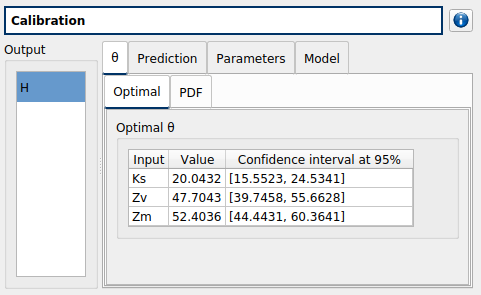 Calibration
Output
H
θ Prediction Parameters Model
Optimal PDF
Optimal θ
Input Value Confidence interval at 95%
Ks 20.0432 [15.5523, 24.5341]
Zv 47.7043 [39.7458, 55.6628]
Zm 52.4036 [44.4431, 60.3641]